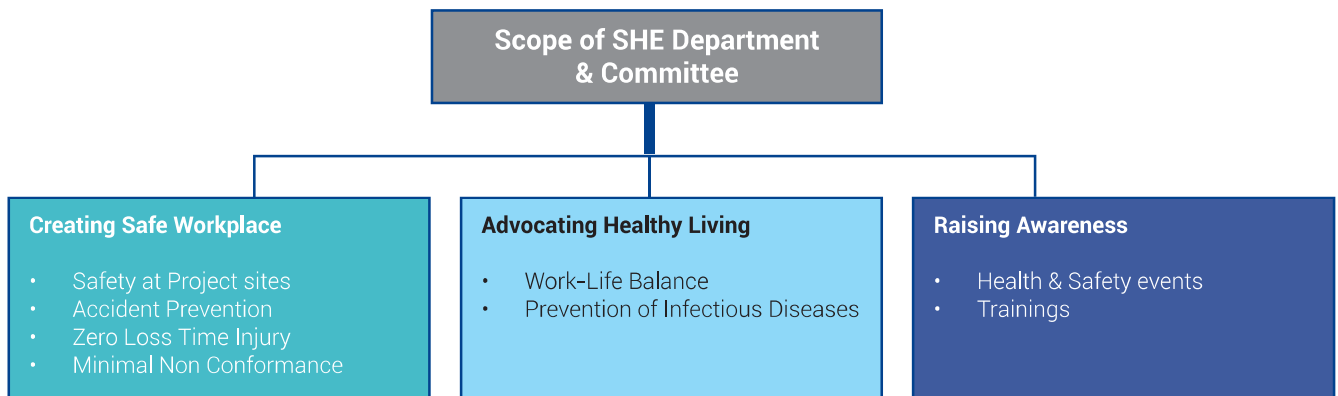 Scope of SHE Department
& Committee
Creating Safe Workplace
• Safety at Project sites
• Accident Prevention
• Zero Loss Time Injury
• Minimal Non Conformance
Advocating Healthy Living
• Work-Life Balance
• Prevention of Infectious Diseases
Raising Awareness
• Health & Safety events
• Trainings